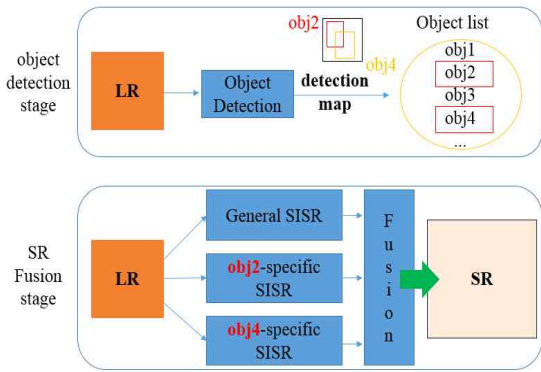 object
detection
stage
LR
Object
Detection
obj2
obj4
detection
map
Object list
obj1
obj2
obj3
obj4
...
SR
Fusion
stage
LR
General SISR
obj2-specific
SISR
obj4-specific
SISR
F
u
s
i
o
n
SR